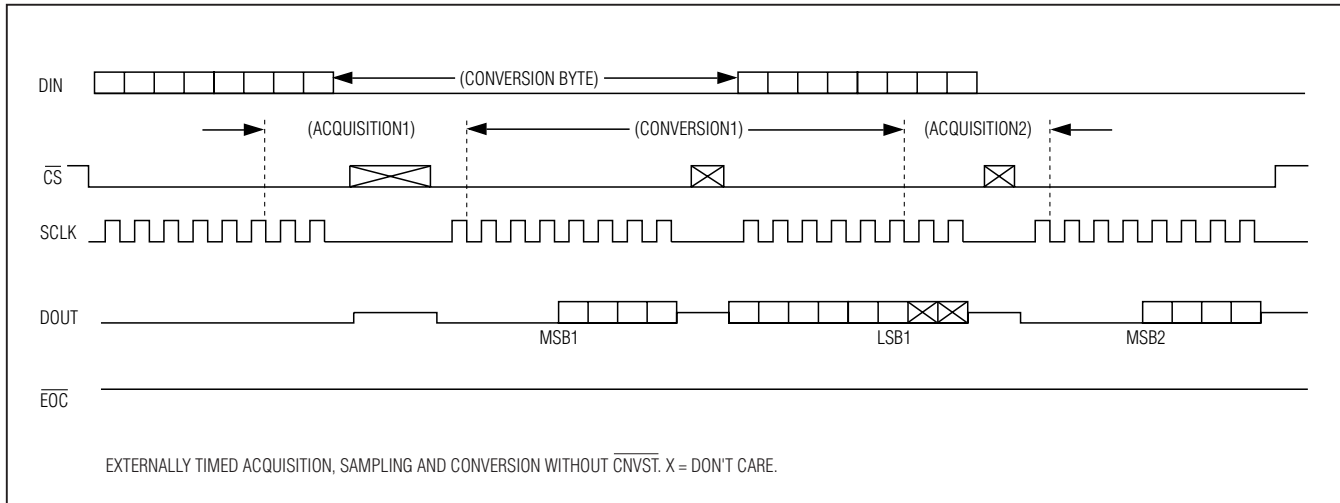 DIN
(CONVERSION BYTE)
(ACQUISITION1)
(CONVERSION1)
(ACQUISITION2)
CS
SCLK
DOUT
MSB1
LSB1
MSB2
EOC
EXTERNALLY TIMED ACQUISITION, SAMPLING AND CONVERSION WITHOUT CNVST. X = DON'T CARE.